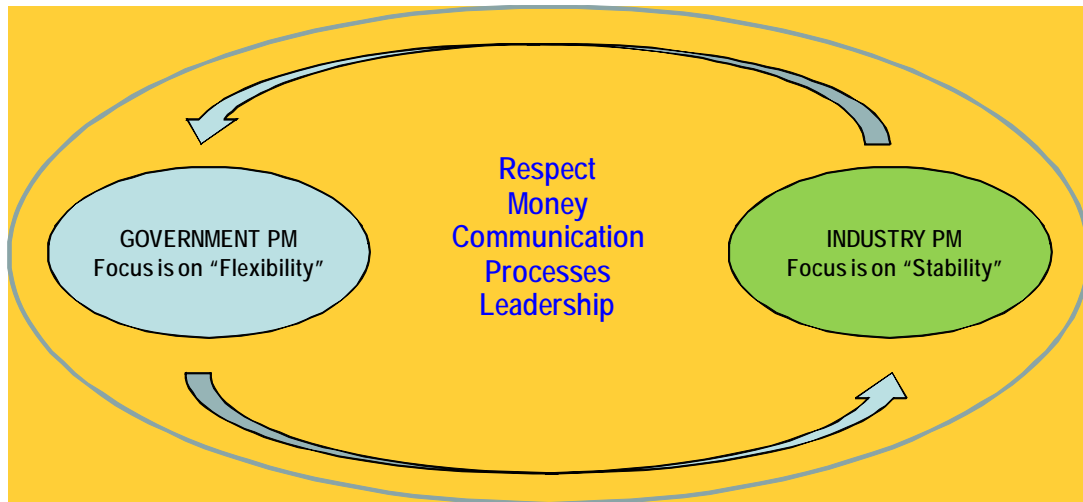 GOVERNMENT PM
Focus is on “Flexibility”
Respect
Money
Communication
Processes
Leadership
INDUSTRY PM
Focus is on “Stability”